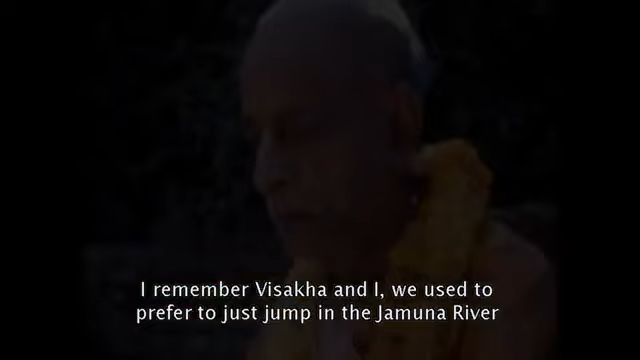 I remember Visakha and I, we used to
prefer to just jump in the Jamuna River